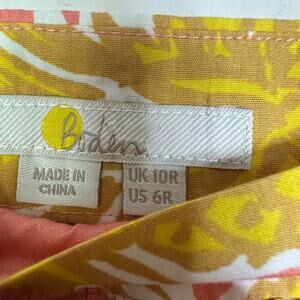 Boden
MADE IN
CHINA
UK 10R
US 6R